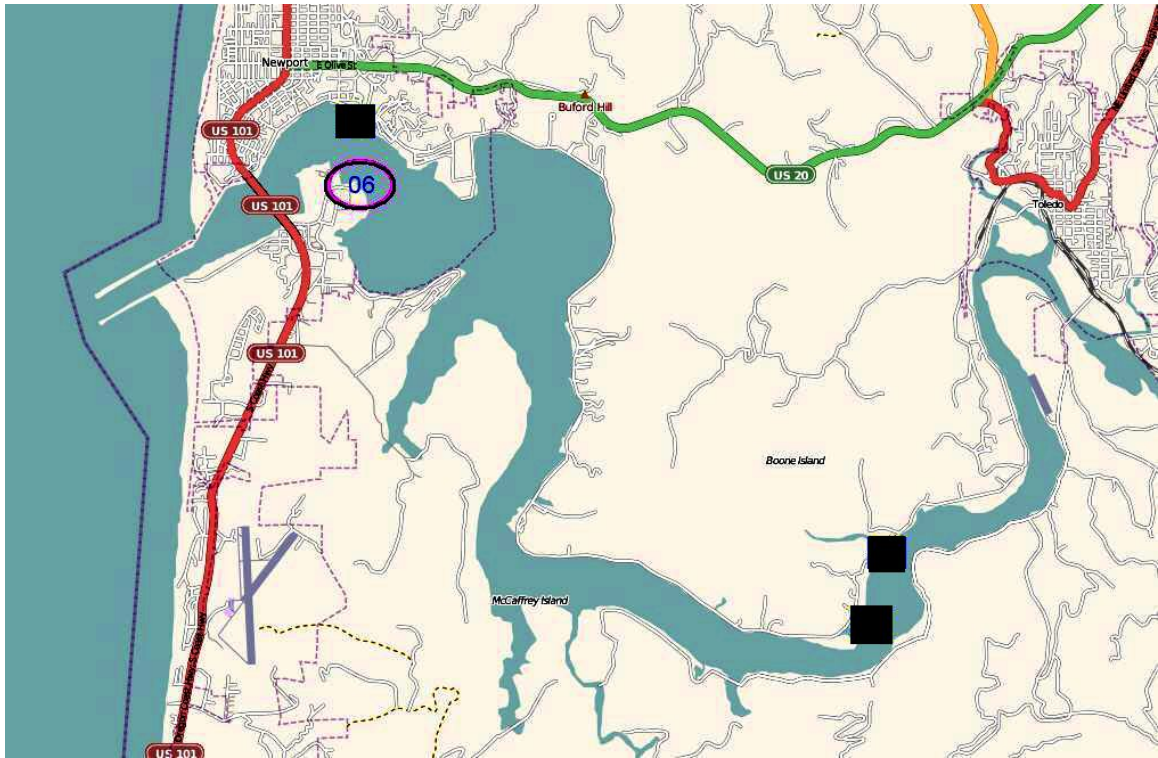 Newport
E Olive St
Buford Hill
US 101
US 20
06
US 101
Toledo
US 101
Boone Island
McCaffrey Island
US 101